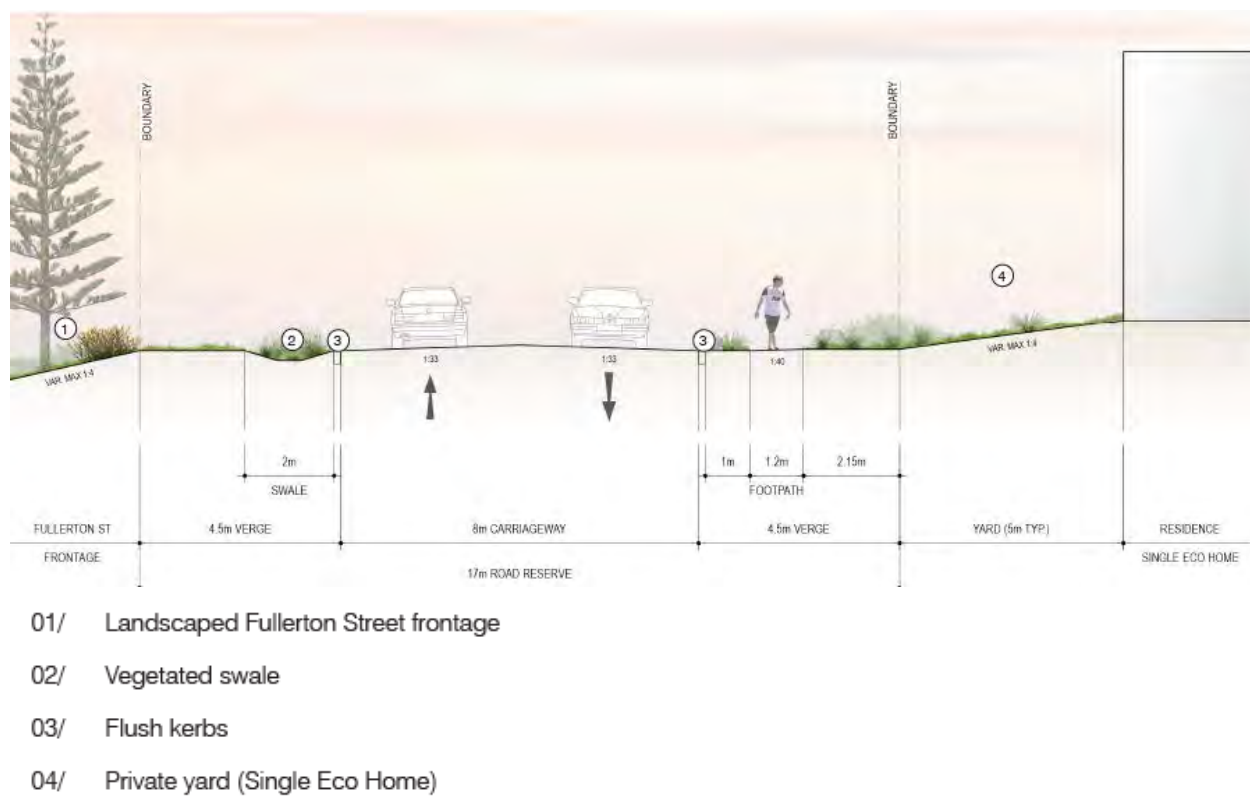 BOUNDARY
BOUNDARY
1
2
3
3
4
VAR. MAX 1:4
1:33
1:33
1:40
VAR. MAX 1:4
2m
1m
1.2m
2.15m
SWALE
FOOTPATH
FULLERTON ST
4.5m VERGE
8m CARRIAGEWAY
4.5m VERGE
YARD (5m TYP.)
RESIDENCE
FRONTAGE
17m ROAD RESERVE
SINGLE ECO HOME
01/ Landscaped Fullerton Street frontage
02/ Vegetated swale
03/ Flush kerbs
04/ Private yard (Single Eco Home)